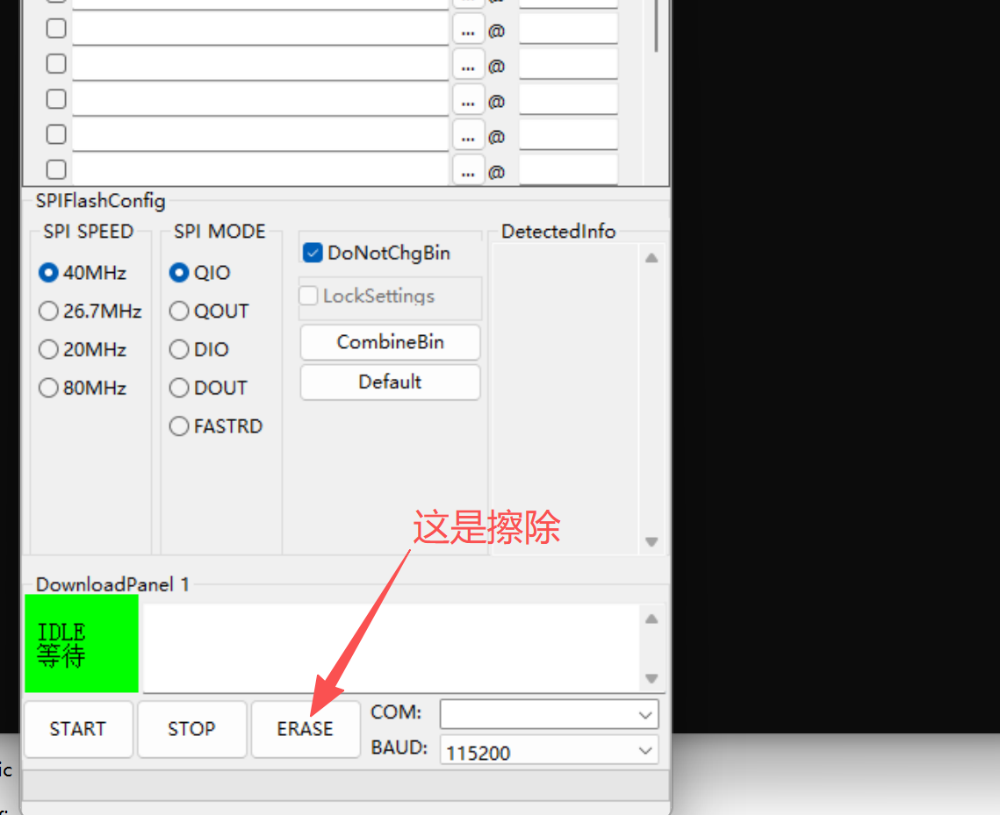 ... @
... @
... @
... @
... @
SPIFlashConfig
SPI SPEED
40MHz
26.7MHz
20MHz
80MHz
SPI MODE
QIO
QOUT
DIO
DOUT
FASTRD
DoNotChgBin
LockSettings
CombineBin
Default
DetectedInfo
这是擦除
DownloadPanel 1
IDLE
等待
START
STOP
ERASE
COM:
BAUD:
115200
ic